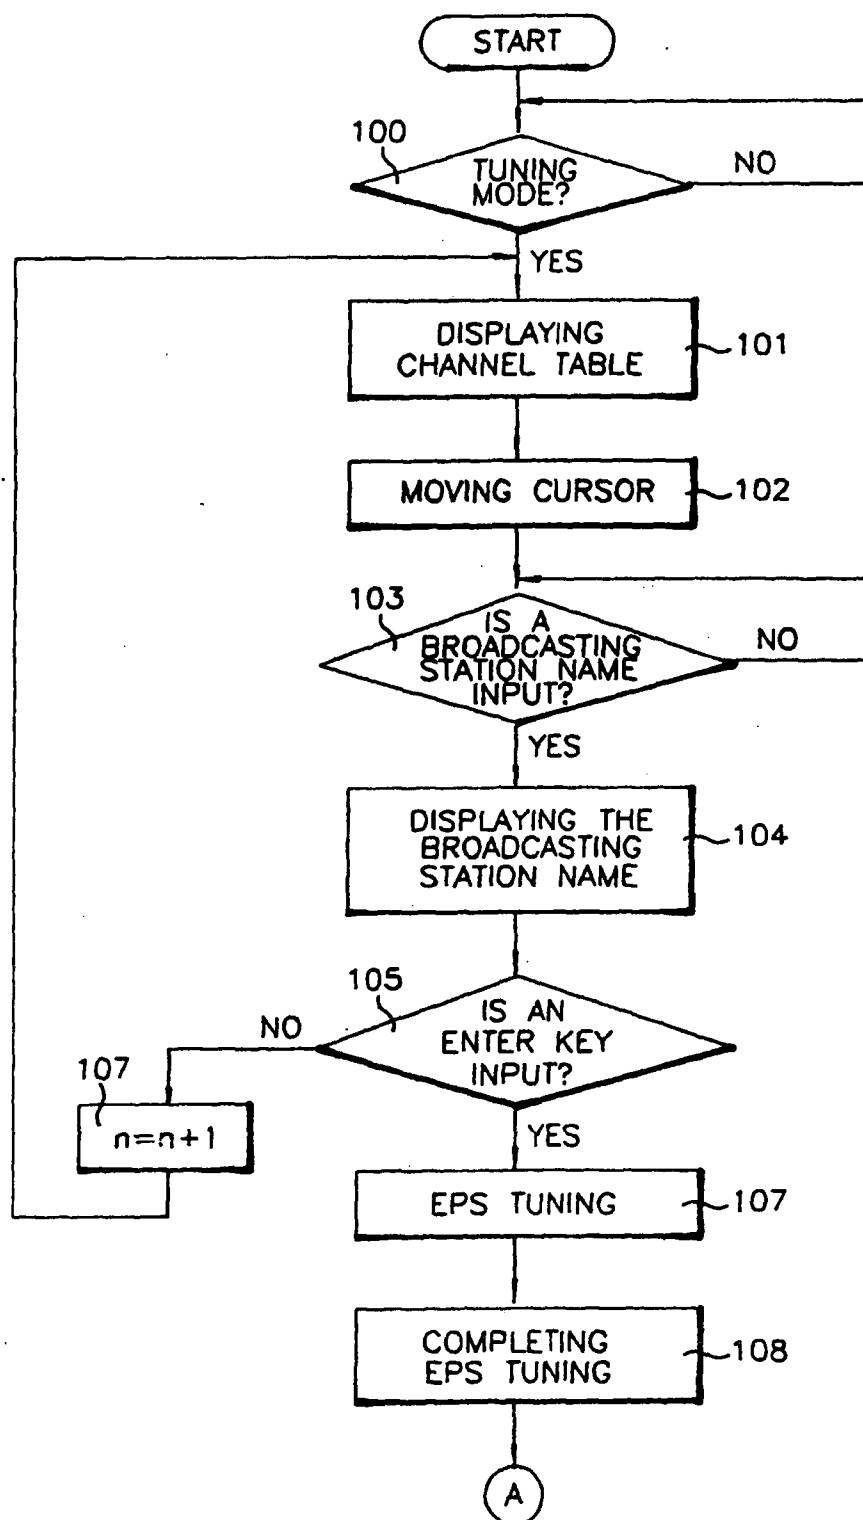 START
100
TUNING
MODE?
NO
YES
DISPLAYING
CHANNEL TABLE
101
MOVING CURSOR
102
103
IS A
BROADCASTING
STATION NAME
INPUT?
NO
YES
DISPLAYING THE
BROADCASTING
STATION NAME
104
105
IS AN
ENTER KEY
INPUT?
NO
107
n=n+1
YES
EPS TUNING
107
COMPLETING
EPS TUNING
108
A